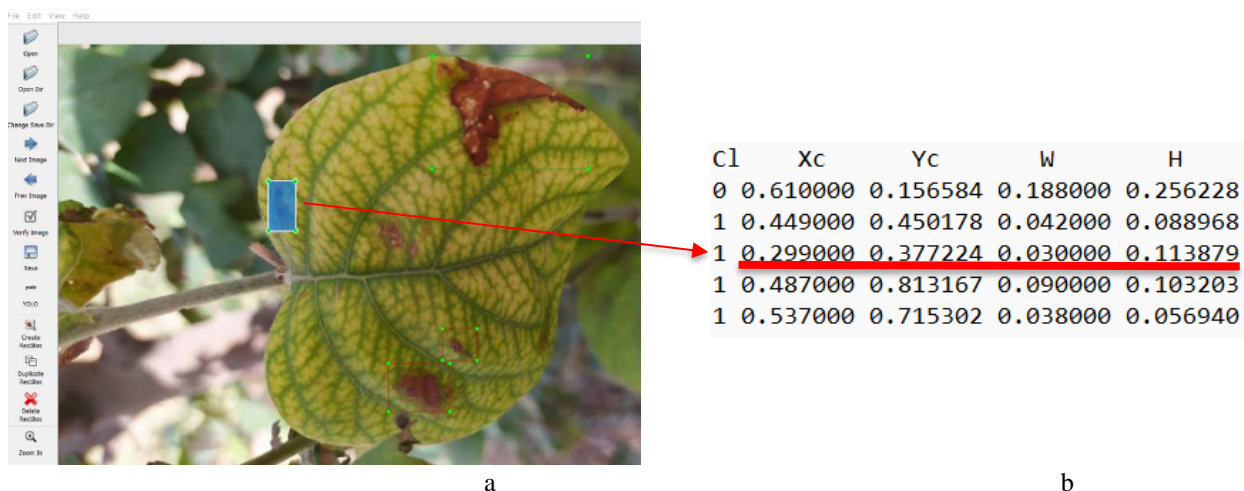 File Edit View Help
Open
Open Dir
Change Save Dir
Next Image
Prev Image
Verify Image
Save
yolo
YOLO
Create
RectBox
Duplicate
RectBox
Delete
RectBox
Zoom In
Cl Xc Yc W H
0 0.610000 0.156584 0.188000 0.256228
1 0.449000 0.450178 0.042000 0.088968
1 0.299000 0.377224 0.030000 0.113879
1 0.487000 0.813167 0.090000 0.103203
1 0.537000 0.715302 0.038000 0.056940
a
b